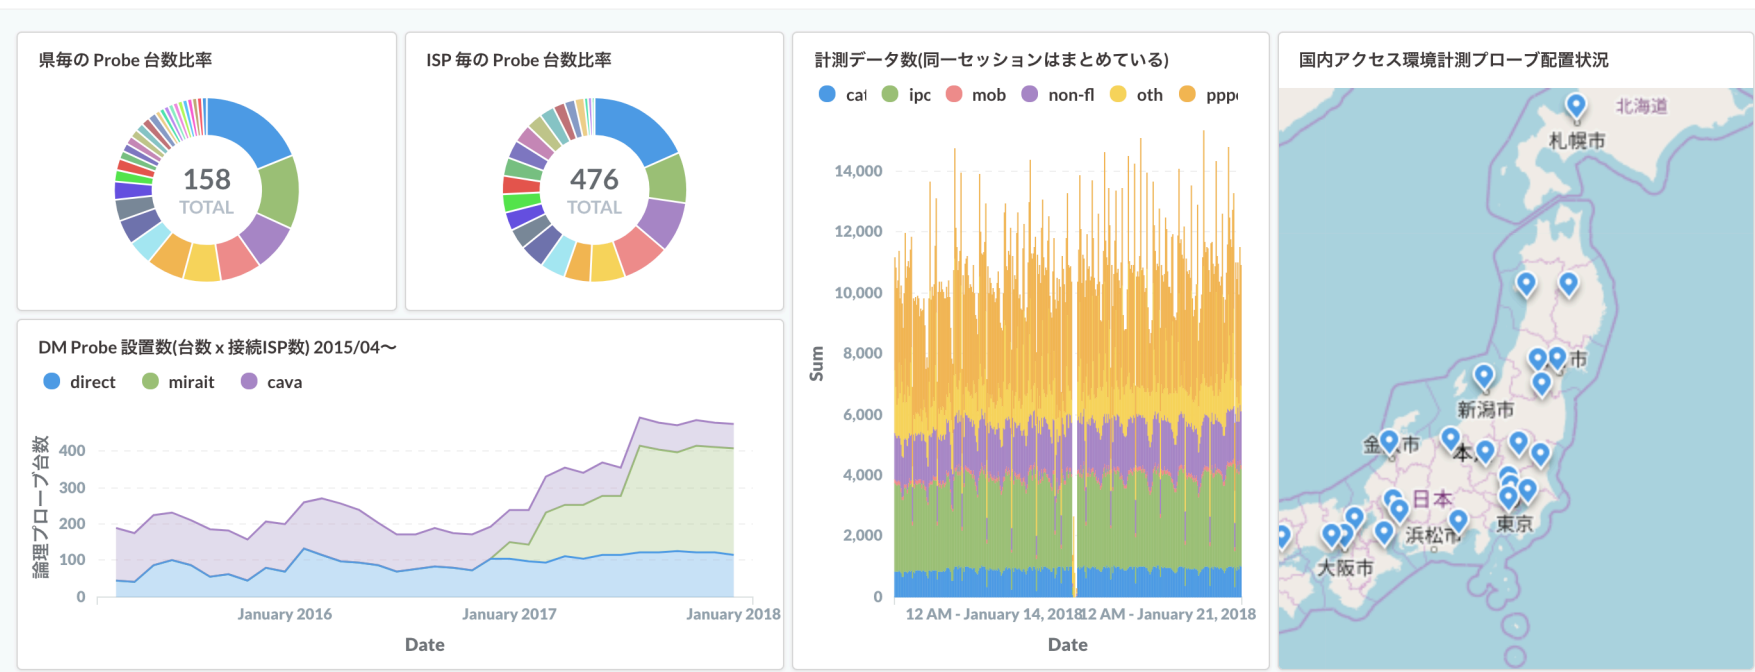 県毎の Probe 台数比率
158
TOTAL
ISP 毎の Probe 台数比率
476
TOTAL
DM Probe 設置数(台数 x 接続ISP数) 2015/04〜
direct mirait cava
論理プローブ台数
400
300
200
100
0
January 2016 January 2017 January 2018
Date
計測データ数(同一セッションはまとめている)
cat ipc mob non-fl oth pppo
Sum
14,000
12,000
10,000
8,000
6,000
4,000
2,000
0
12 AM - January 14, 2018 12 AM - January 21, 2018
Date
国内アクセス環境計測プローブ配置状況
北海道
札幌市
市
新潟市
金 市
本
日本
東京
浜松市
大阪市